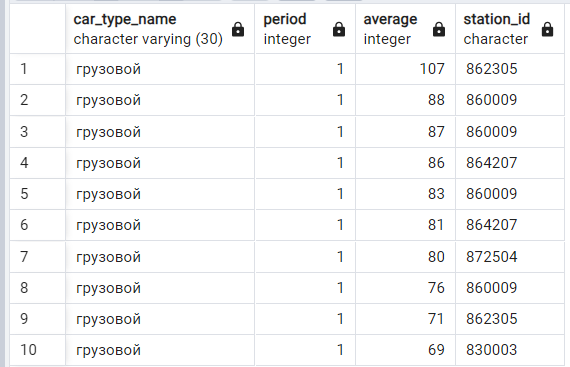 car_type_name period average station_id
character varying (30) integer integer character
1 грузовой 1 107 862305
2 грузовой 1 88 860009
3 грузовой 1 87 860009
4 грузовой 1 86 864207
5 грузовой 1 83 860009
6 грузовой 1 81 864207
7 грузовой 1 80 872504
8 грузовой 1 76 860009
9 грузовой 1 71 862305
10 грузовой 1 69 830003